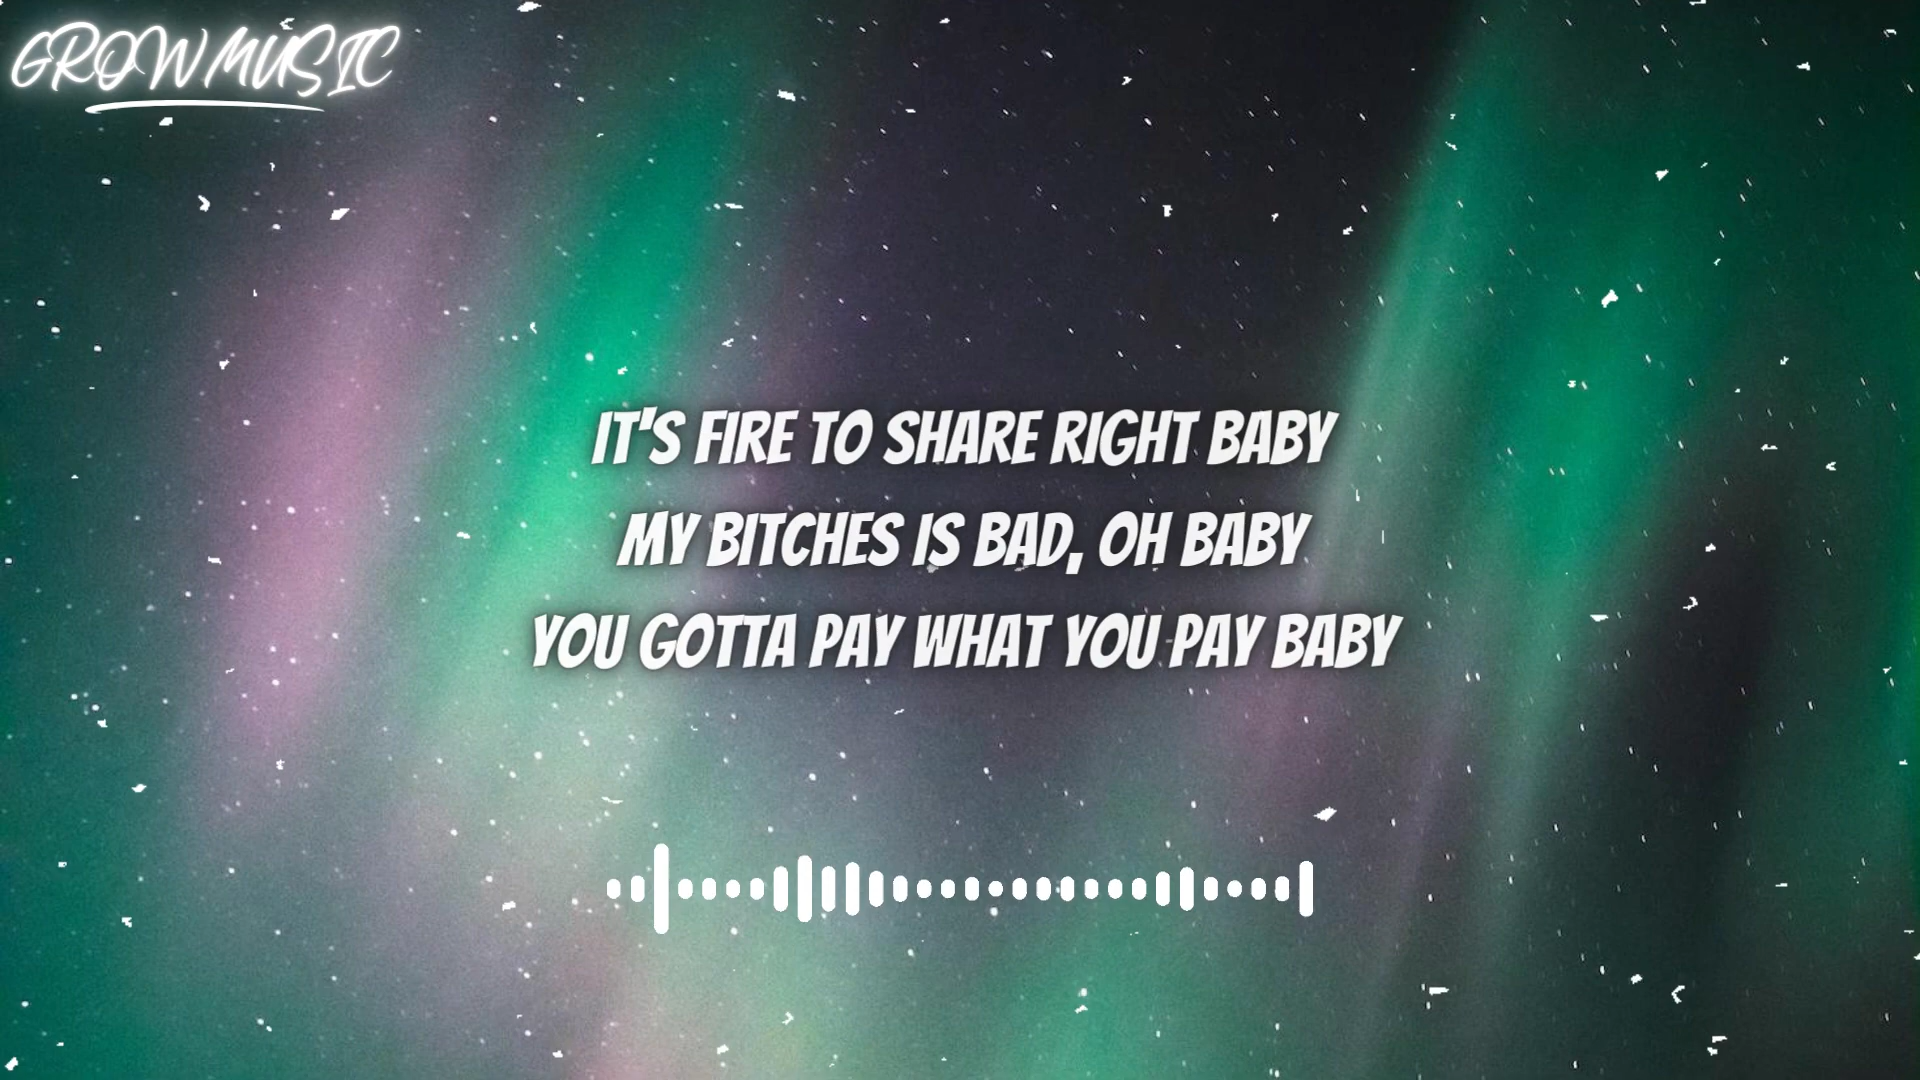 GROWMUSIC
IT'S FIRE TO SHARE RIGHT BABY
MY BITCHES IS BAD, OH BABY
YOU GOTTA PAY WHAT YOU PAY BABY